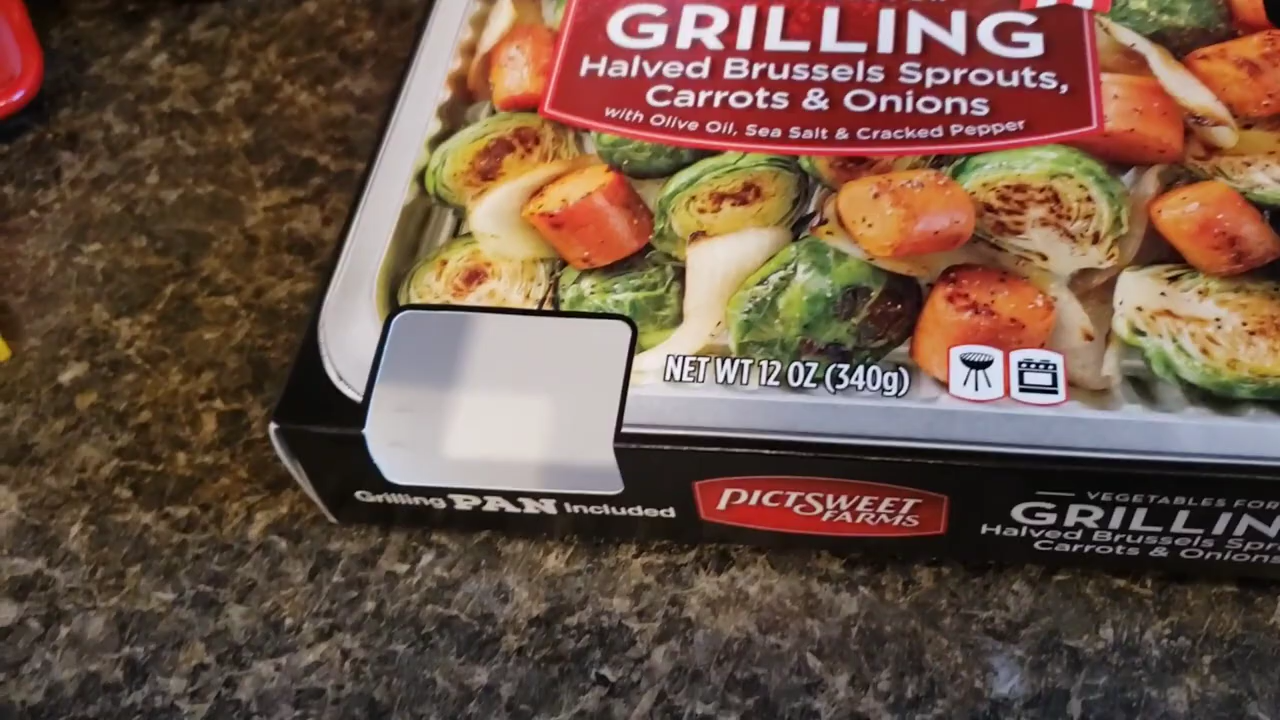 GRILLING
Halved Brussels Sprouts,
Carrots & Onions
with Olive Oil, Sea Salt & Cracked Pepper
NET WT 12 OZ (340g)
Grilling PAN Included
PICTSWEET
FARMS
VEGETABLES FOR
GRILLIN
Halved Brussels Spr
Carrots & Onions